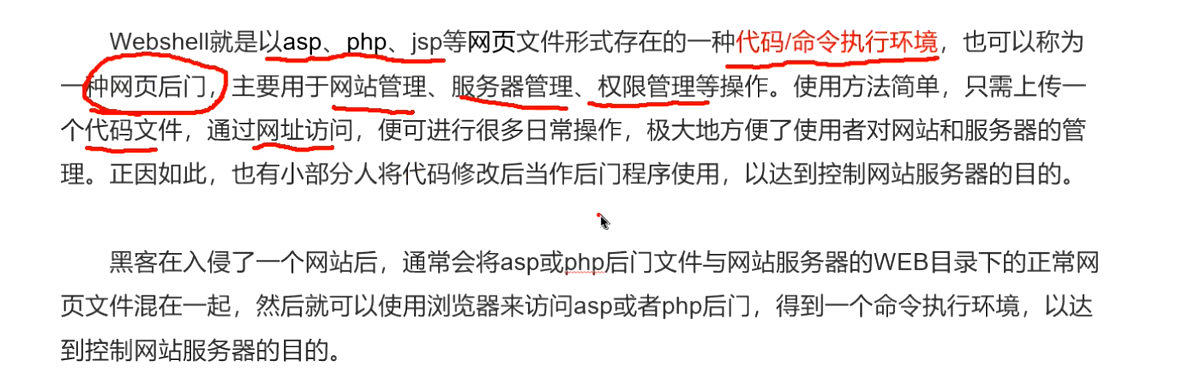 Webshell就是以asp、php、jsp等网页文件形式存在的一种代码/命令执行环境，也可以称为
一种网页后门，主要用于网站管理、服务器管理、权限管理等操作。使用方法简单，只需上传一
个代码文件，通过网址访问，便可进行很多日常操作，极大地方便了使用者对网站和服务器的管
理。正因如此，也有小部分人将代码修改后当作后门程序使用，以达到控制网站服务器的目的。
黑客在入侵了一个网站后，通常会将asp或php后门文件与网站服务器的WEB目录下的正常网
页文件混在一起，然后就可以使用浏览器来访问asp或者php后门，得到一个命令执行环境，以达
到控制网站服务器的目的。